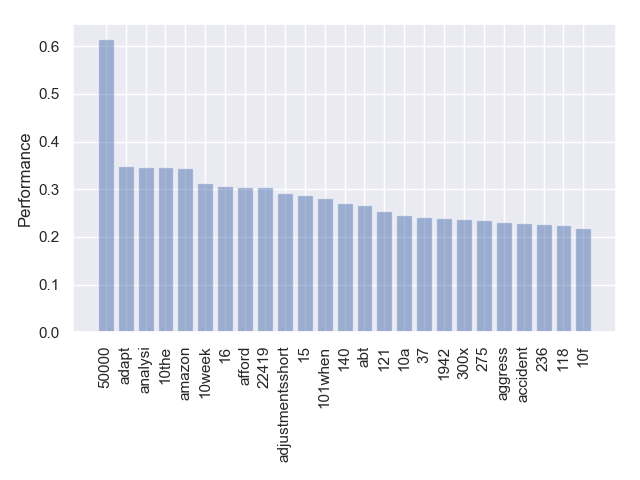 0.6
0.5
0.4
0.3
0.2
0.1
0.0
Performance
50000
adapt
analysi
10the
amazon
10week
16
afford
22419
adjustmentsshort
15
101when
140
abt
121
10a
37
1942
300x
275
aggress
accident
236
118
10f